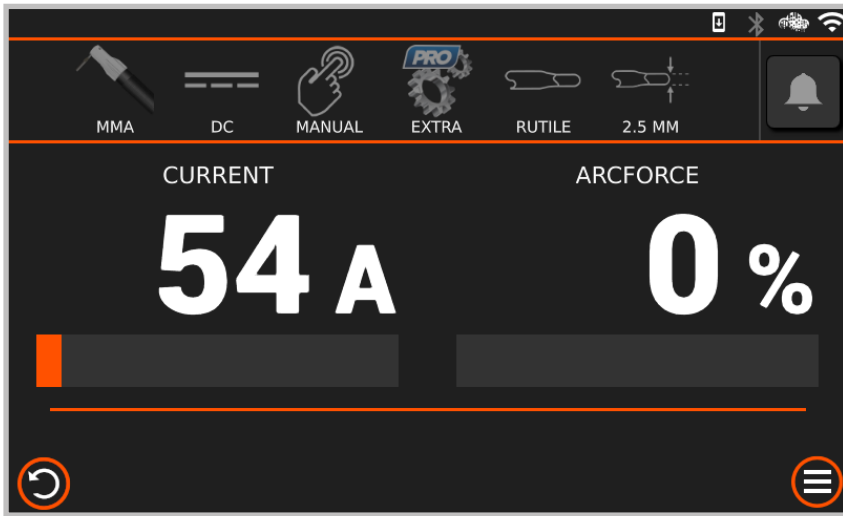 PRO
MMA DC MANUAL EXTRA RUTILE 2.5 MM
CURRENT ARCFORCE
54 A 0 %